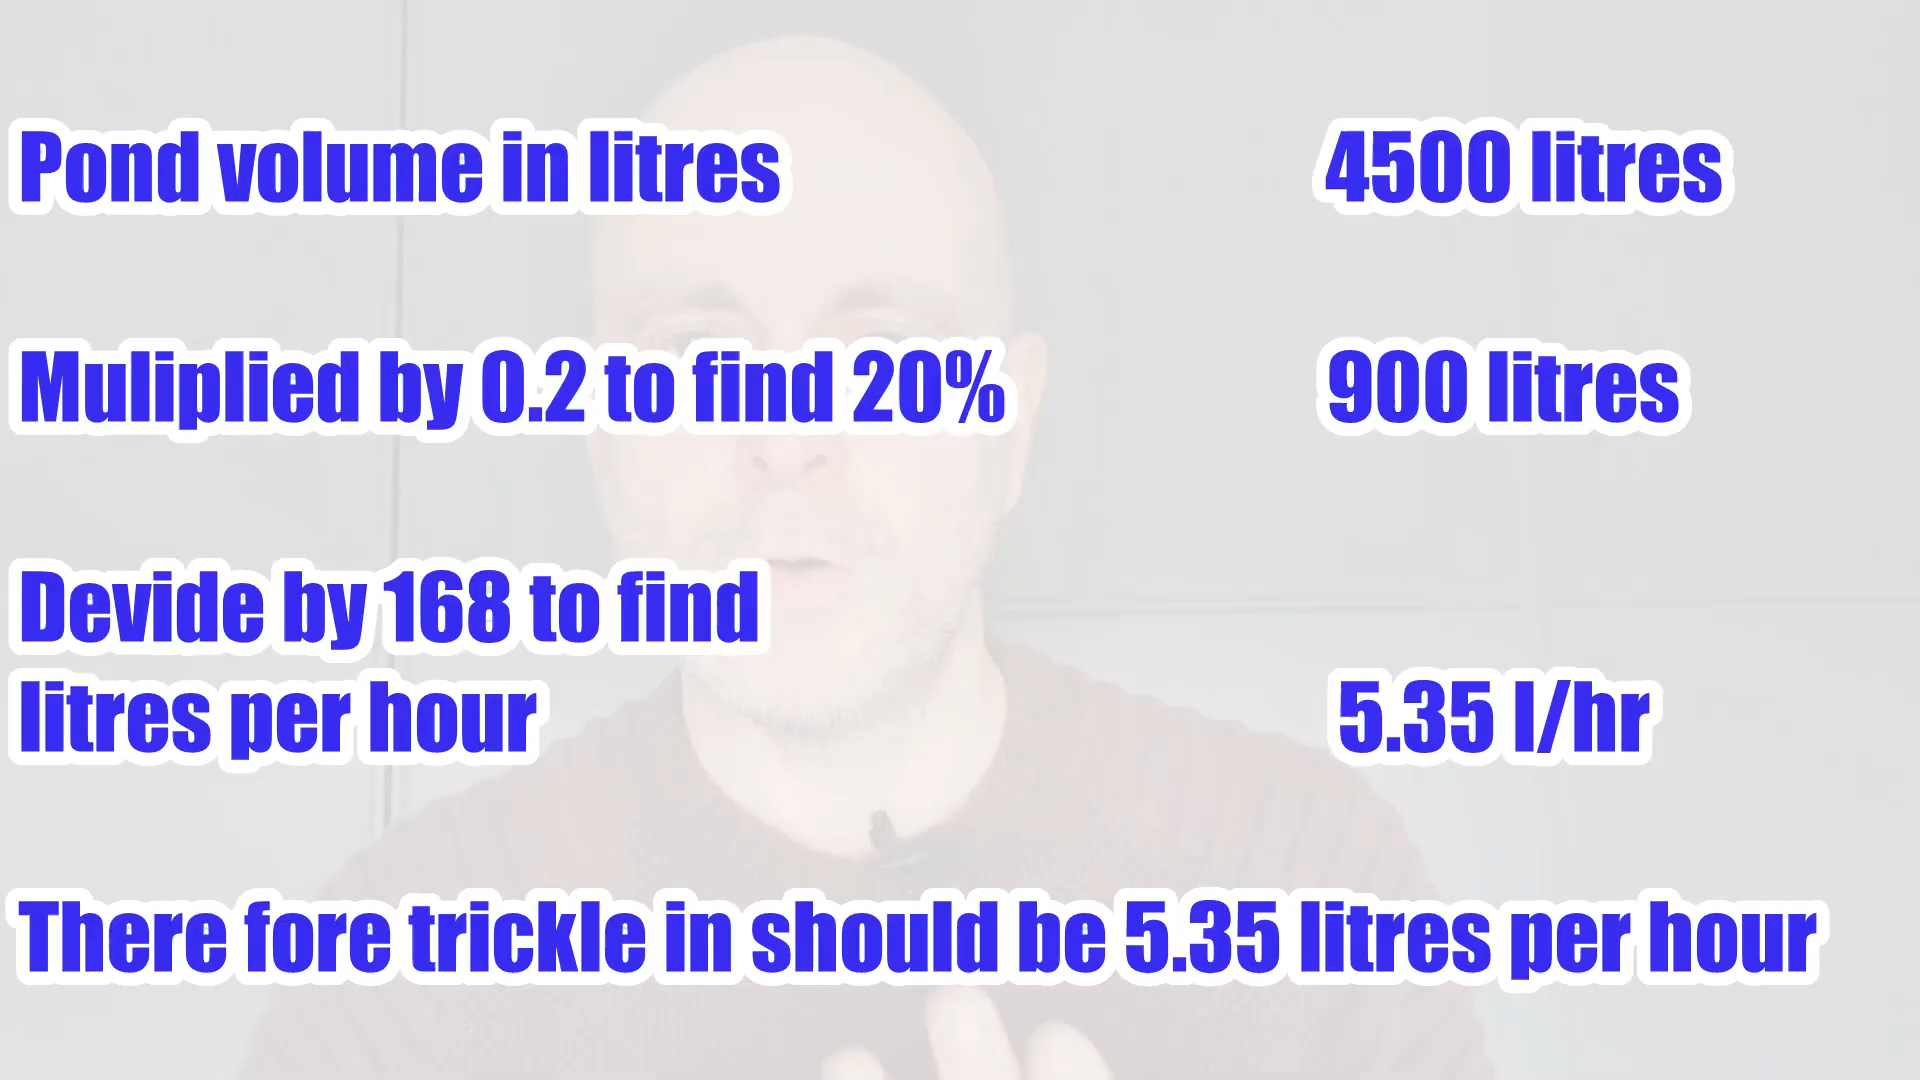 Pond volume in litres 4500 litres
Muliplied by 0.2 to find 20% 900 litres
Devide by 168 to find
litres per hour 5.35 l/hr
There fore trickle in should be 5.35 litres per hour